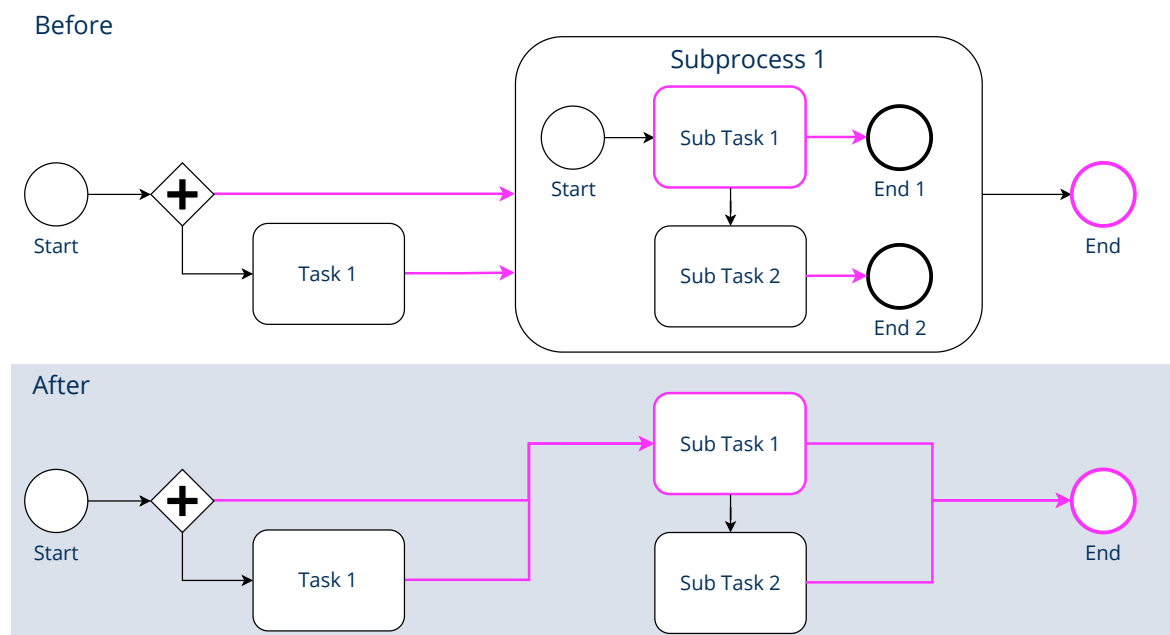 Before
Subprocess 1
Sub Task 1
Start
End 1
Start
End
Task 1
Sub Task 2
End 2
After
Sub Task 1
Start
End
Task 1
Sub Task 2